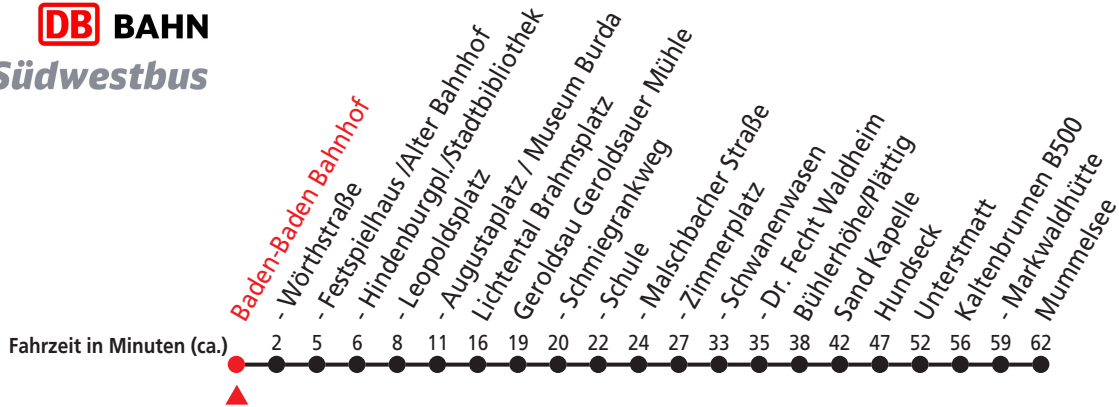 DB BAHN
Südwestbus
Baden-Baden Bahnhof
- Wörthstraße
- Festspielhaus /Alter Bahnhof
- Hindenburgpl./Stadtbibliothek
- Leopoldsplatz
- Augustaplatz / Museum Burda
Lichtental Brahmsplatz
Geroldsau Geroldsauer Mühle
- Schmiegrankweg
- Schule
- Malschbacher Straße
- Zimmerplatz
- Schwanenwasen
- Dr. Fecht Waldheim
Bühlerhöhe/Plättig
Sand Kapelle
Hundseck
Unterstmatt
Kaltenbrunnen B500
- Markwaldhütte
Mummelsee
Fahrzeit in Minuten (ca.) 2 5 6 8 11 16 19 20 22 24 27 33 35 38 42 47 52 56 59 62